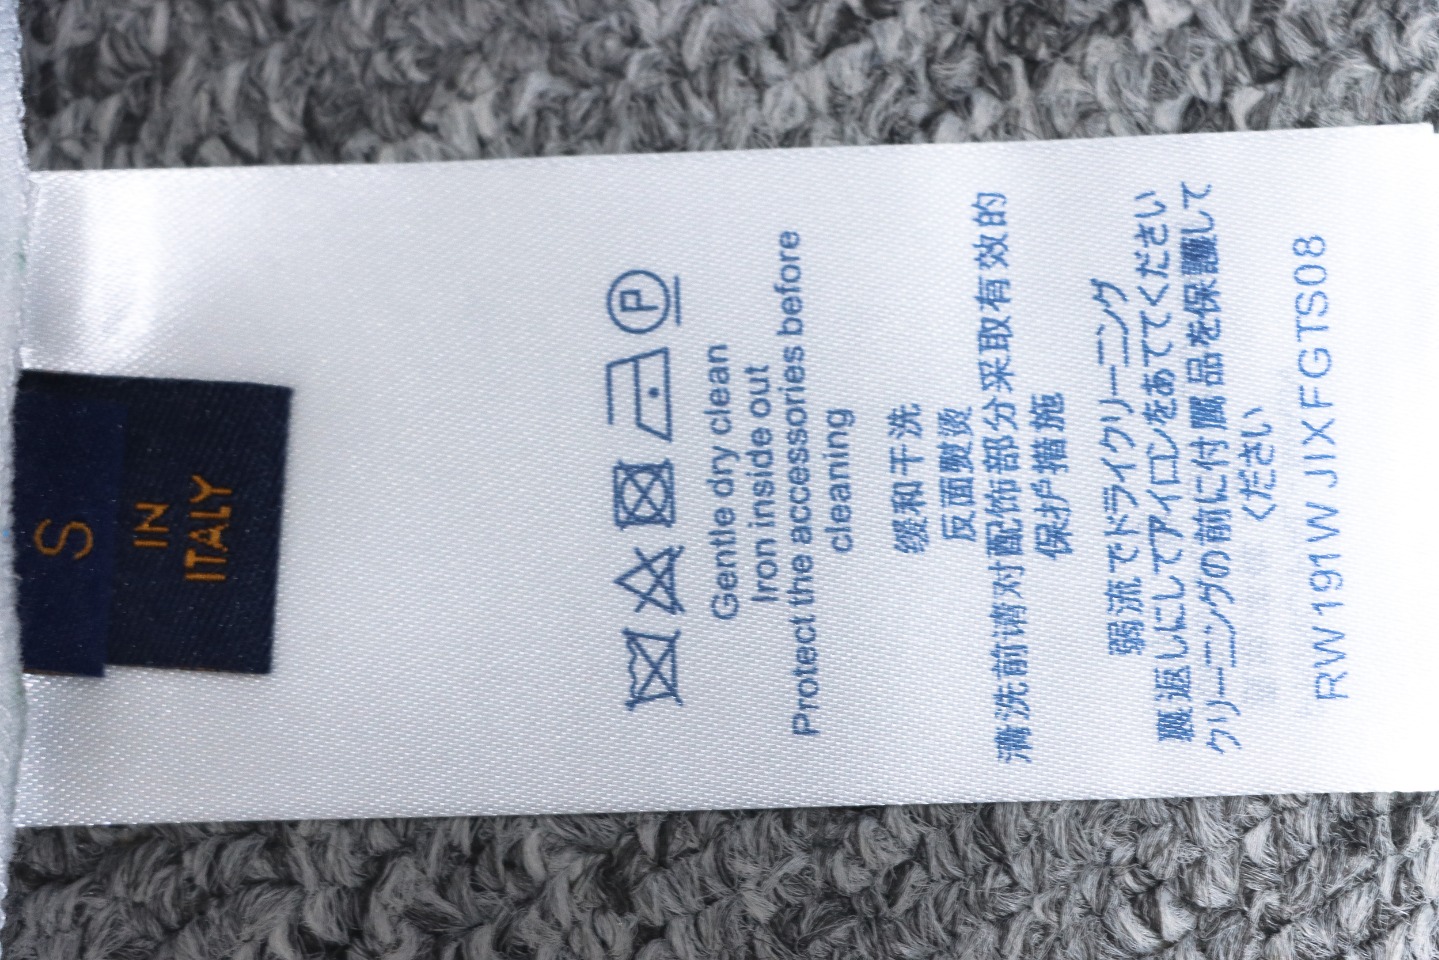 S
IN
ITALY
P
Gentle dry clean
Iron inside out
Protect the accessories before
cleaning
缓和干洗
反面熨烫
清洗前请对配饰部分采取有效的
保护措施
弱流でドライクリーニング
裏返しにしてアイロンをあててください
クリーニングの前に付属品を保護して
ください
RW191W JIXFGTS08